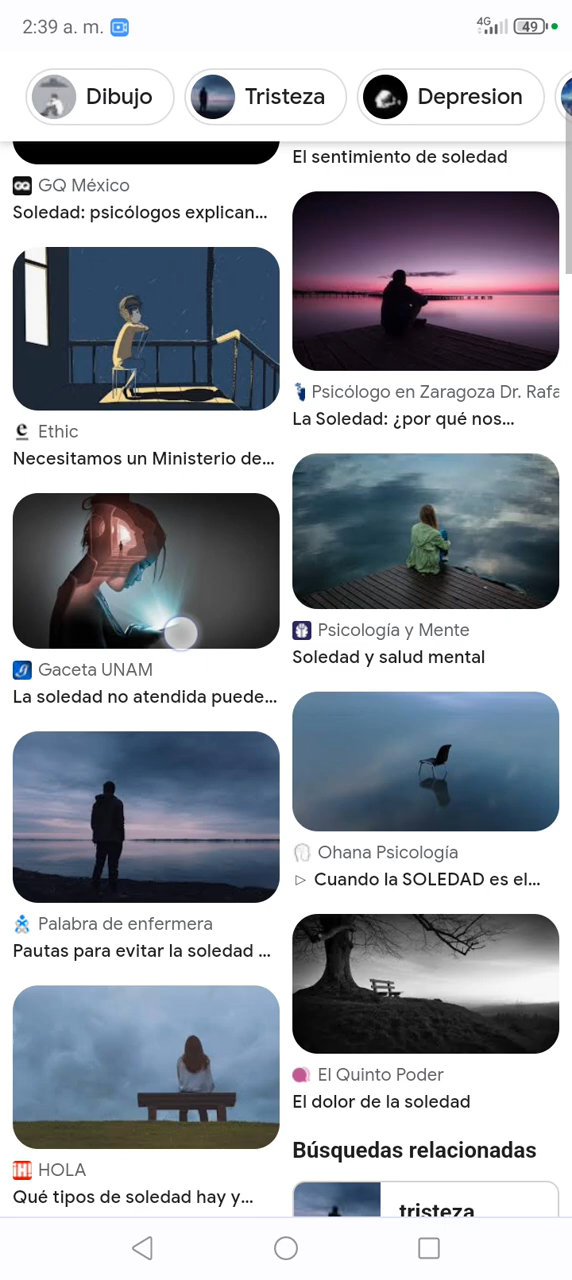 2:39 a. m.
4G
49
Dibujo
Tristeza
Depresion
GQ México
Soledad: psicólogos explican...
Ethic
Necesitamos un Ministerio de...
Gaceta UNAM
La soledad no atendida puede...
Palabra de enfermera
Pautas para evitar la soledad ...
¡H!
HOLA
Qué tipos de soledad hay y...
El sentimiento de soledad
Psicólogo en Zaragoza Dr. Rafa
La Soledad: ¿por qué nos...
Psicología y Mente
Soledad y salud mental
Ohana Psicología
▷ Cuando la SOLEDAD es el...
El Quinto Poder
El dolor de la soledad
Búsquedas relacionadas
tristeza